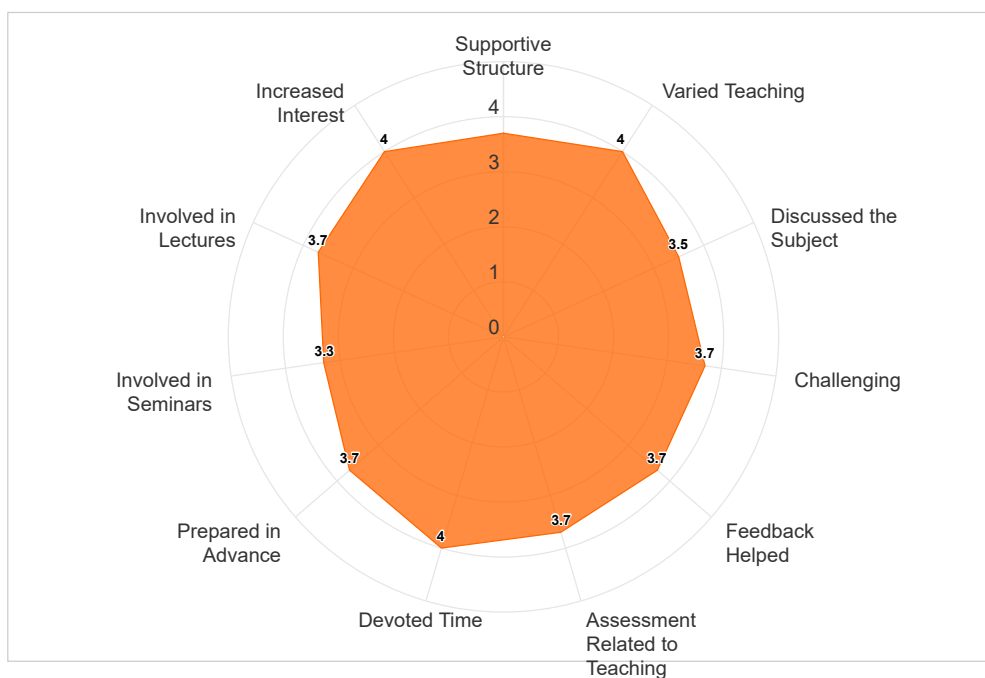 Supportive
Structure
Increased
Interest
Varied Teaching
4
4
4
3
Involved in
Lectures
Discussed the
Subject
3.7
3.5
2
1
0
3.3
3.7
Involved in
Seminars
Challenging
3.7
3.7
Prepared in
Advance
Feedback
Helped
4
3.7
Devoted Time
Assessment
Related to
Teaching